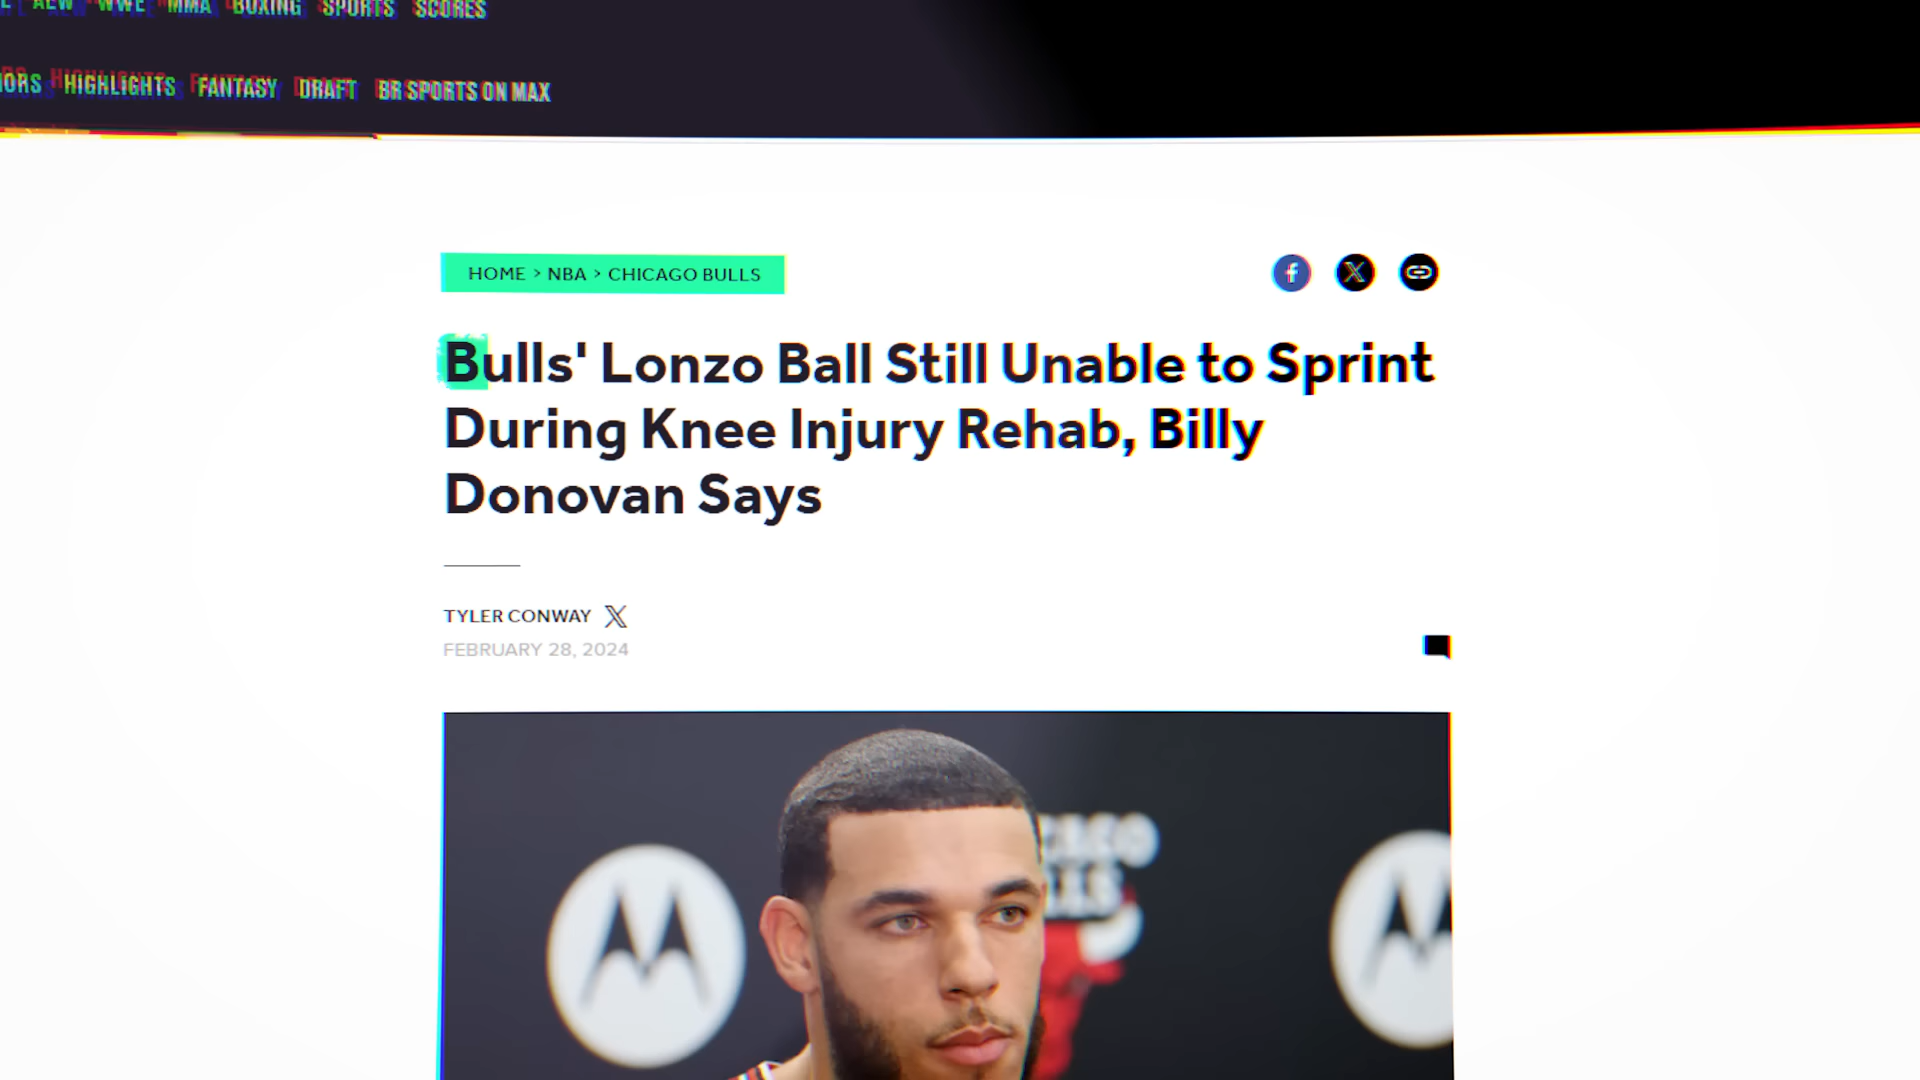 AEW WWE MMA BOXING SPORTS SCORES
HIGHLIGHTS FANTASY DRAFT BR SPORTS ON MAX
HOME > NBA > CHICAGO BULLS
Bulls' Lonzo Ball Still Unable to Sprint
During Knee Injury Rehab, Billy
Donovan Says
TYLER CONWAY
FEBRUARY 28, 2024